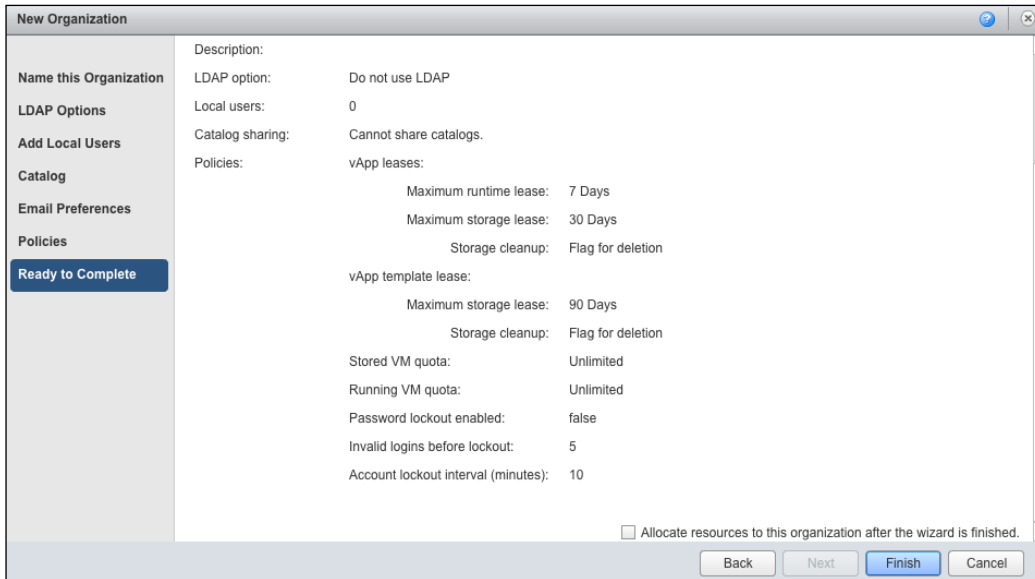 New Organization
Name this Organization
LDAP Options
Add Local Users
Catalog
Email Preferences
Policies
Ready to Complete
Description:
LDAP option: Do not use LDAP
Local users: 0
Catalog sharing: Cannot share catalogs.
Policies: vApp leases:
Maximum runtime lease: 7 Days
Maximum storage lease: 30 Days
Storage cleanup: Flag for deletion
vApp template lease:
Maximum storage lease: 90 Days
Storage cleanup: Flag for deletion
Stored VM quota: Unlimited
Running VM quota: Unlimited
Password lockout enabled: false
Invalid logins before lockout: 5
Account lockout interval (minutes): 10
Allocate resources to this organization after the wizard is finished.
Back Next Finish Cancel